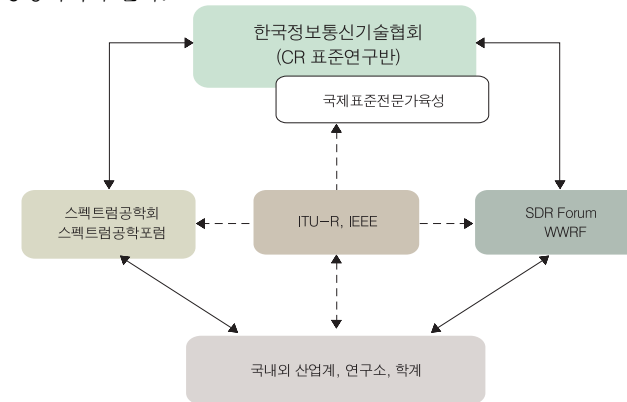 한국정보통신기술협회
(CR 표준연구반)
국제표준전문가육성
스펙트럼공학회
스펙트럼공학포럼
ITU-R, IEEE
SDR Forum
WWRF
국내외 산업계, 연구소, 학계